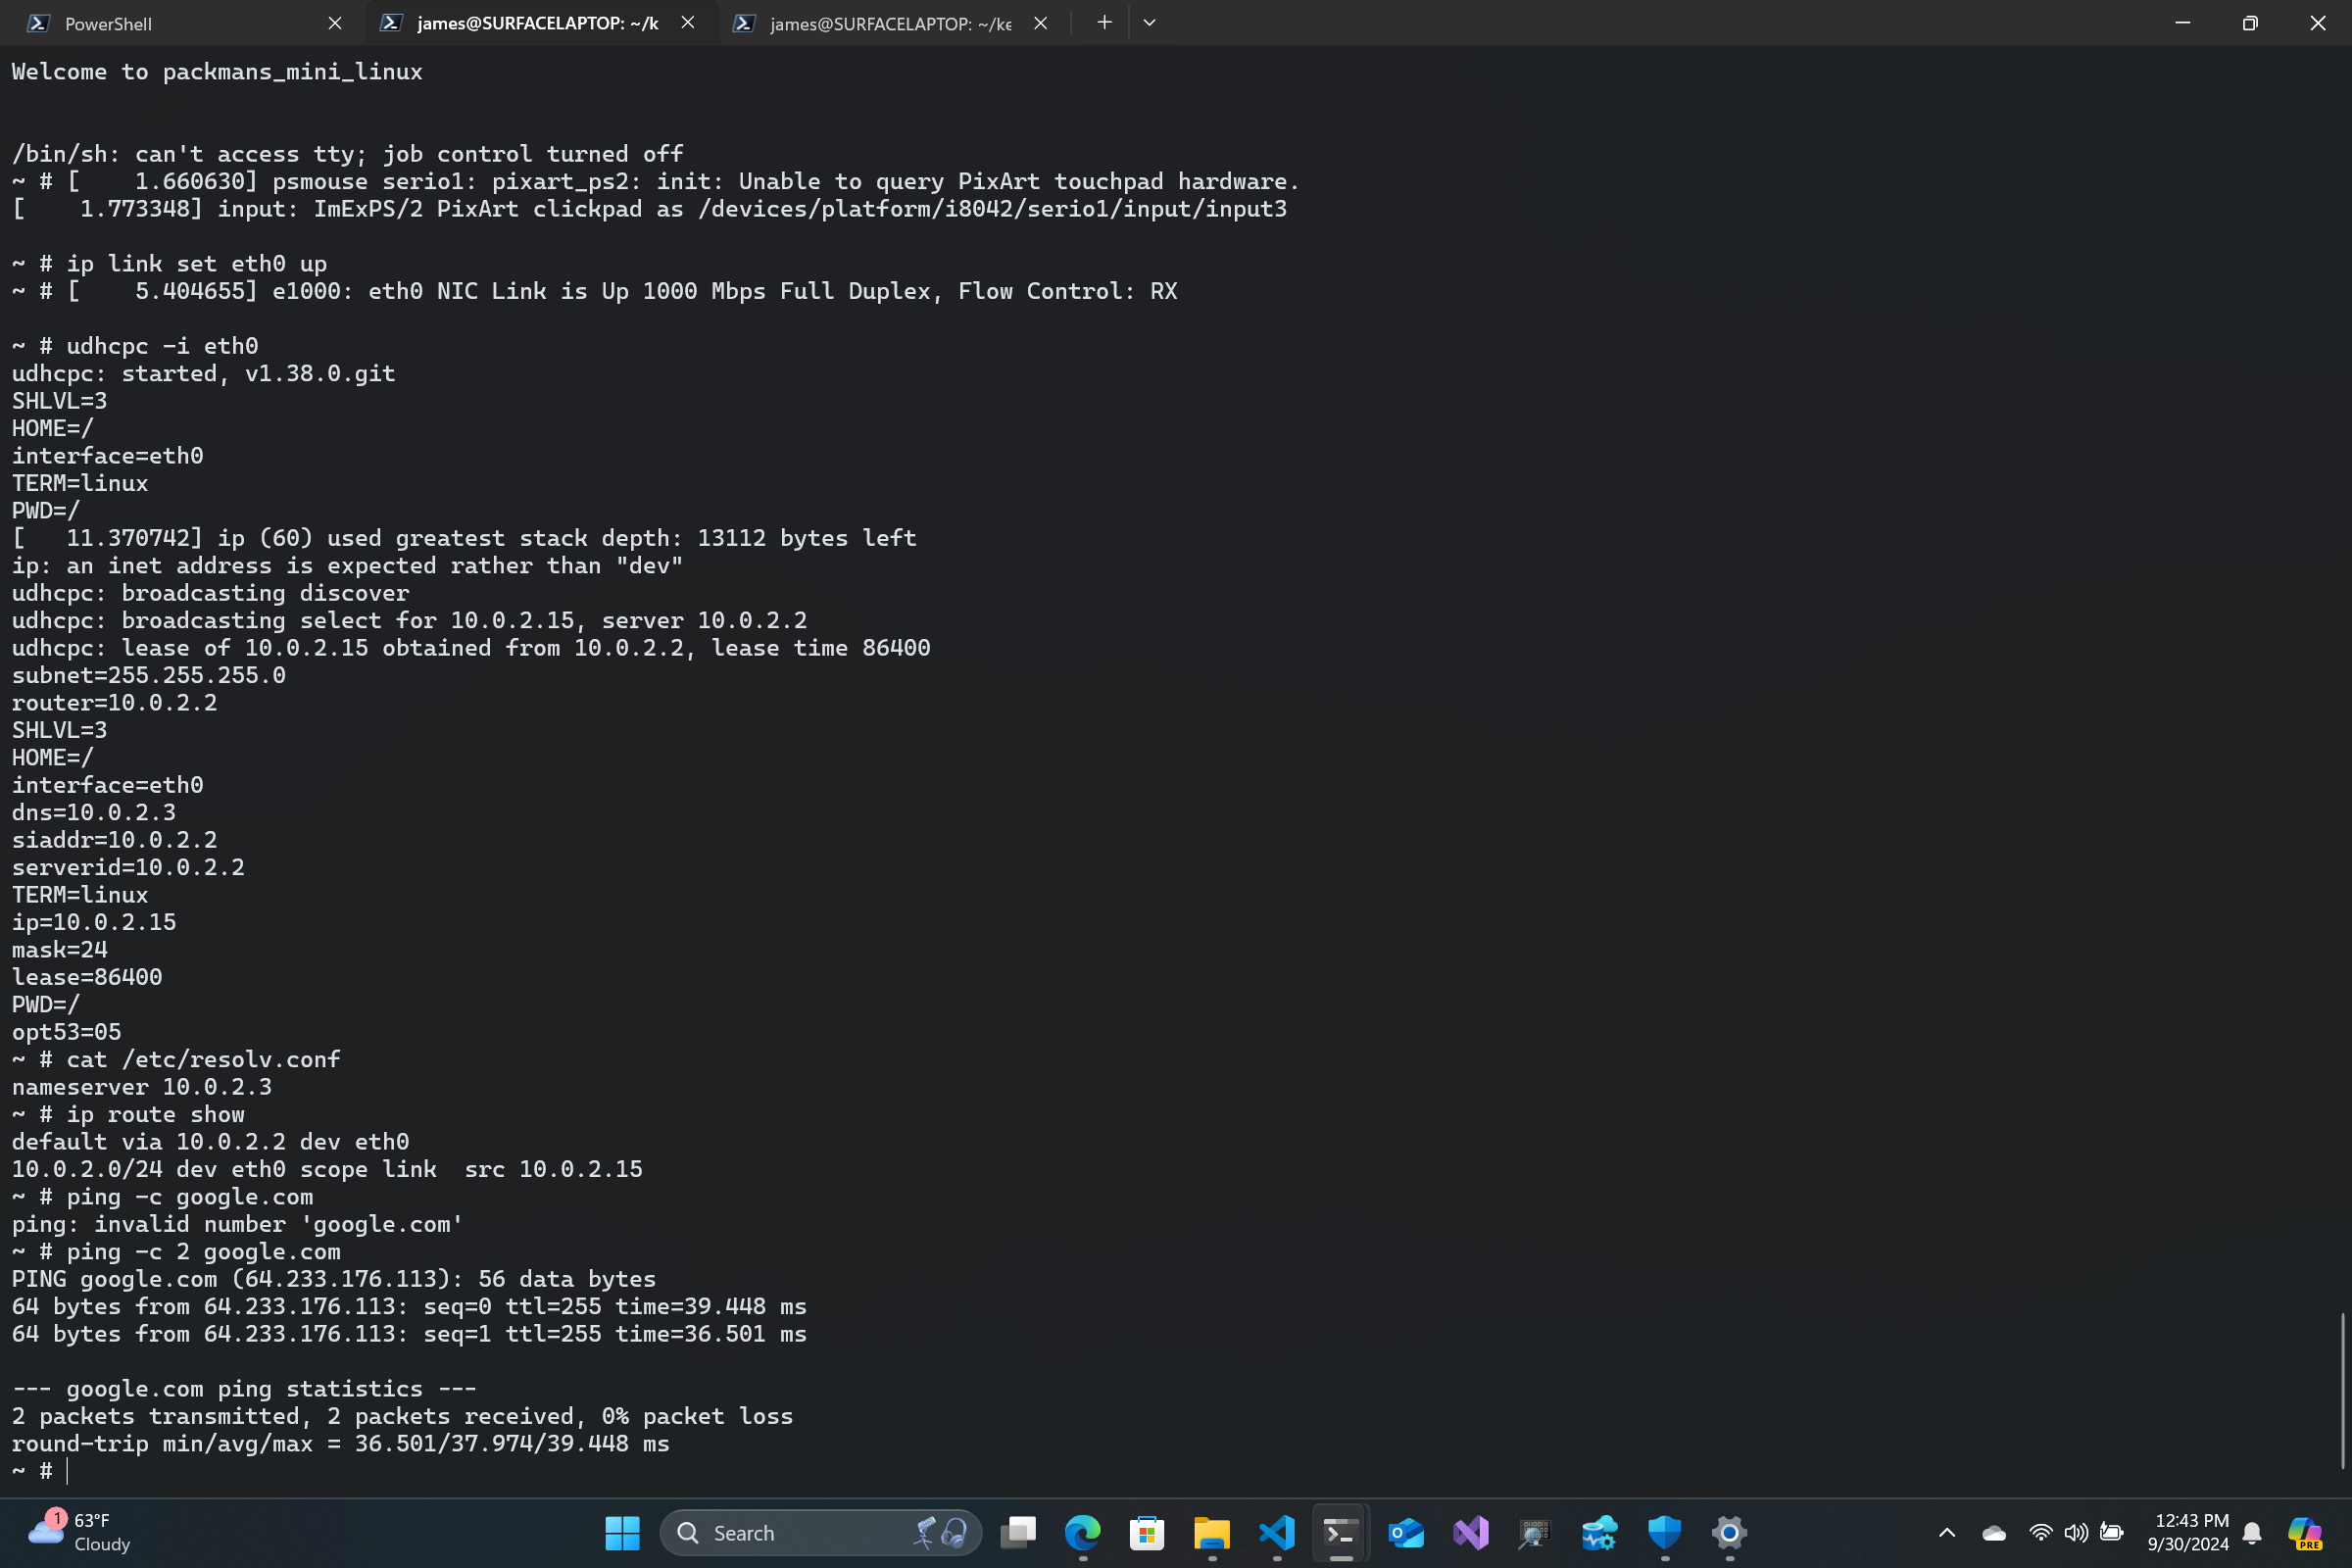 PowerShell
james@SURFACELAPTOP: ~/k
james@SURFACELAPTOP: ~/ke
Welcome to packmans_mini_linux
/bin/sh: can't access tty; job control turned off
~ # [    1.660630] psmouse serio1: pixart_ps2: init: Unable to query PixArt touchpad hardware.
[    1.773348] input: ImExPS/2 PixArt clickpad as /devices/platform/i8042/serio1/input/input3
~ # ip link set eth0 up
~ # [    5.404655] e1000: eth0 NIC Link is Up 1000 Mbps Full Duplex, Flow Control: RX
~ # udhcpc -i eth0
udhcpc: started, v1.38.0.git
SHLVL=3
HOME=/
interface=eth0
TERM=linux
PWD=/
[   11.370742] ip (60) used greatest stack depth: 13112 bytes left
ip: an inet address is expected rather than "dev"
udhcpc: broadcasting discover
udhcpc: broadcasting select for 10.0.2.15, server 10.0.2.2
udhcpc: lease of 10.0.2.15 obtained from 10.0.2.2, lease time 86400
subnet=255.255.255.0
router=10.0.2.2
SHLVL=3
HOME=/
interface=eth0
dns=10.0.2.3
siaddr=10.0.2.2
serverid=10.0.2.2
TERM=linux
ip=10.0.2.15
mask=24
lease=86400
PWD=/
opt53=05
~ # cat /etc/resolv.conf
nameserver 10.0.2.3
~ # ip route show
default via 10.0.2.2 dev eth0
10.0.2.0/24 dev eth0 scope link  src 10.0.2.15
~ # ping -c google.com
ping: invalid number 'google.com'
~ # ping -c 2 google.com
PING google.com (64.233.176.113): 56 data bytes
64 bytes from 64.233.176.113: seq=0 ttl=255 time=39.448 ms
64 bytes from 64.233.176.113: seq=1 ttl=255 time=36.501 ms
--- google.com ping statistics ---
2 packets transmitted, 2 packets received, 0% packet loss
round-trip min/avg/max = 36.501/37.974/39.448 ms
~ #
1
63°F
Cloudy
Search
12:43 PM
9/30/2024
PRE